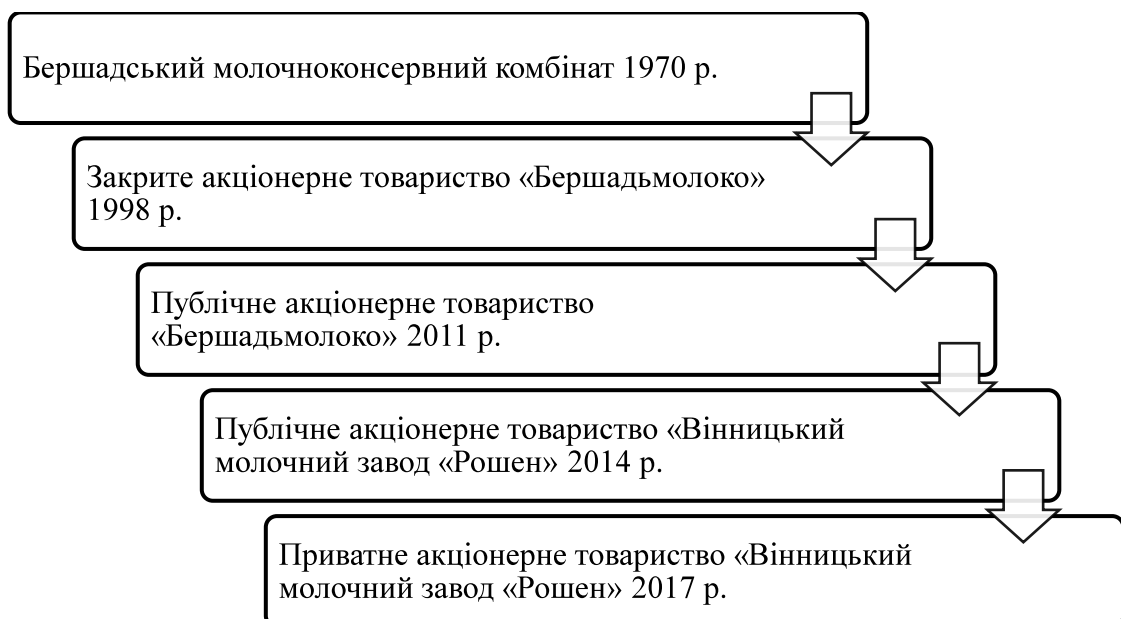 Бершадський молочноконсервний комбінат 1970 р.
Закрите акціонерне товариство «Бершадьмолоко»
1998 р.
Публічне акціонерне товариство
«Бершадьмолоко» 2011 р.
Публічне акціонерне товариство «Вінницький
молочний завод «Рошен» 2014 р.
Приватне акціонерне товариство «Вінницький
молочний завод «Рошен» 2017 р.